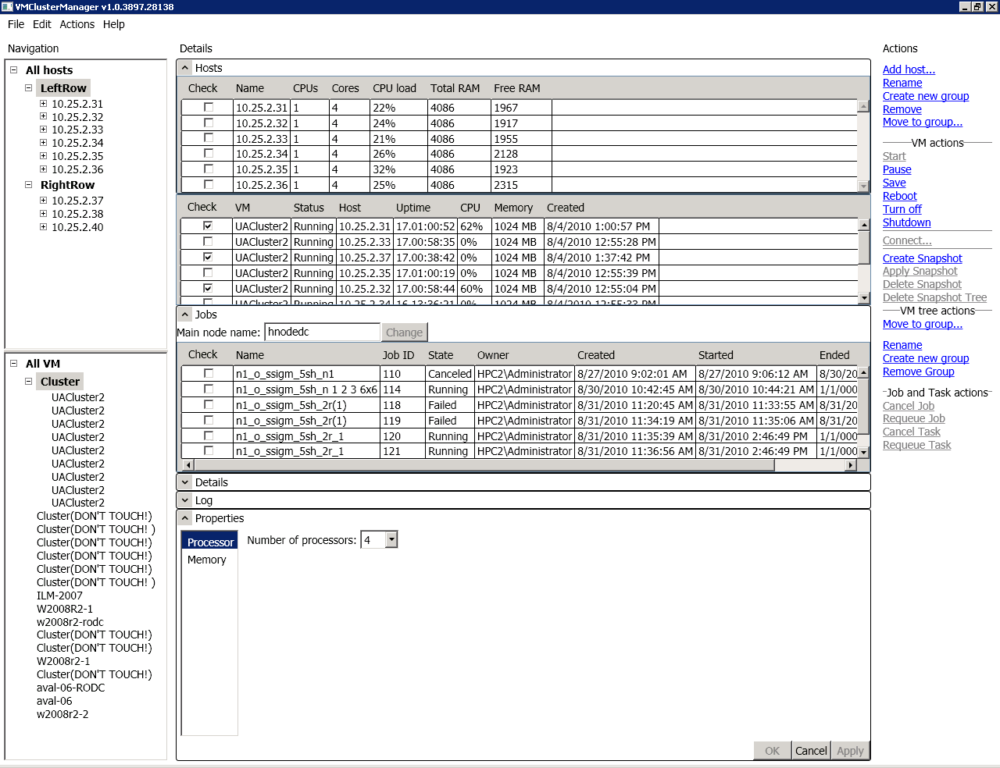 VMClusterManager v1.0.3897.28138
File Edit Actions Help
Navigation
All hosts
LeftRow
10.25.2.31
10.25.2.32
10.25.2.33
10.25.2.34
10.25.2.35
10.25.2.36
RightRow
10.25.2.37
10.25.2.38
10.25.2.40
All VM
Cluster
UACluster2
UACluster2
UACluster2
UACluster2
UACluster2
UACluster2
UACluster2
UACluster2
UACluster2
Cluster(DON'T TOUCH!)
Cluster(DON'T TOUCH! )
Cluster(DON'T TOUCH!)
Cluster(DON'T TOUCH!)
Cluster(DON'T TOUCH!)
Cluster(DON'T TOUCH! )
ILM-2007
W2008R2-1
w2008r2-rodc
Cluster(DON'T TOUCH!)
Cluster(DON'T TOUCH!)
W2008r2-1
Cluster(DON'T TOUCH!)
aval-06-RODC
aval-06
w2008r2-2
Details
Hosts
Check Name CPUs Cores CPU load Total RAM Free RAM
10.25.2.31 1 4 22% 4086 1967
10.25.2.32 1 4 24% 4086 1917
10.25.2.33 1 4 21% 4086 1955
10.25.2.34 1 4 26% 4086 2128
10.25.2.35 1 4 32% 4086 1923
10.25.2.36 1 4 25% 4086 2315
Check VM Status Host Uptime CPU Memory Created
UACluster2 Running 10.25.2.31 17.01:00:52 62% 1024 MB 8/4/2010 1:00:57 PM
UACluster2 Running 10.25.2.33 17.00:58:35 0% 1024 MB 8/4/2010 12:55:28 PM
UACluster2 Running 10.25.2.37 17.00:38:42 0% 1024 MB 8/4/2010 1:37:42 PM
UACluster2 Running 10.25.2.35 17.01:00:19 0% 1024 MB 8/4/2010 12:55:39 PM
UACluster2 Running 10.25.2.32 17.00:58:44 60% 1024 MB 8/4/2010 12:55:04 PM
UACluster2 Running 10.25.2.34 16.13:36:21 0% 1024 MB 8/4/2010 12:55:33 PM
Jobs
Main node name: hnodedc Change
Check Name Job ID State Owner Created Started Ended
n1_o_ssigm_5sh_n1 110 Canceled HPC2\Administrator 8/27/2010 9:02:01 AM 8/27/2010 9:06:12 AM 8/30/20
n1_o_ssigm_5sh_n 1 2 3 6x6 114 Running HPC2\Administrator 8/30/2010 10:42:45 AM 8/30/2010 10:44:21 AM 1/1/000
n1_o_ssigm_5sh_2r(1) 118 Failed HPC2\Administrator 8/31/2010 11:20:45 AM 8/31/2010 11:33:55 AM 8/31/20
n1_o_ssigm_5sh_2r(1) 119 Failed HPC2\Administrator 8/31/2010 11:34:19 AM 8/31/2010 11:35:06 AM 8/31/20
n1_o_ssigm_5sh_2r_1 120 Running HPC2\Administrator 8/31/2010 11:35:39 AM 8/31/2010 2:46:49 PM 1/1/000
n1_o_ssigm_5sh_2r_1 121 Running HPC2\Administrator 8/31/2010 11:36:56 AM 8/31/2010 2:46:49 PM 1/1/000
Details
Log
Properties
Processor
Memory
Number of processors: 4
OK Cancel Apply
Actions
Add host...
Rename
Create new group
Remove
Move to group...
VM actions
Start
Pause
Save
Reboot
Turn off
Shutdown
Connect...
Create Snapshot
Apply Snapshot
Delete Snapshot
Delete Snapshot Tree
VM tree actions
Move to group...
Rename
Create new group
Remove Group
Job and Task actions
Cancel Job
Requeue Job
Cancel Task
Requeue Task